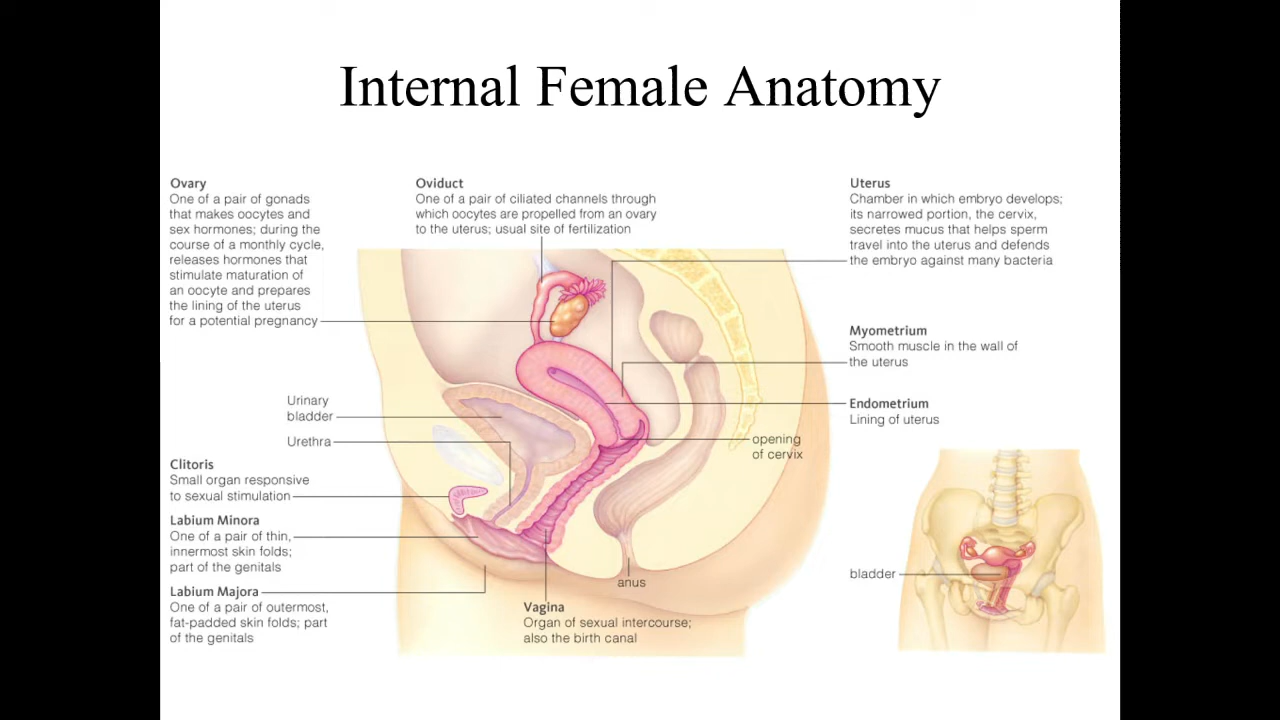 Internal Female Anatomy
Ovary
One of a pair of gonads
that makes oocytes and
sex hormones; during the
course of a monthly cycle,
releases hormones that
stimulate maturation of
an oocyte and prepares
the lining of the uterus
for a potential pregnancy
Oviduct
One of a pair of ciliated channels through
which oocytes are propelled from an ovary
to the uterus; usual site of fertilization
Uterus
Chamber in which embryo develops;
its narrowed portion, the cervix,
secretes mucus that helps sperm
travel into the uterus and defends
the embryo against many bacteria
Myometrium
Smooth muscle in the wall of
the uterus
Endometrium
Lining of uterus
Urinary
bladder
Urethra
opening
of cervix
Clitoris
Small organ responsive
to sexual stimulation
Labium Minora
One of a pair of thin,
innermost skin folds;
part of the genitals
Labium Majora
One of a pair of outermost,
fat-padded skin folds; part
of the genitals
anus
Vagina
Organ of sexual intercourse;
also the birth canal
bladder